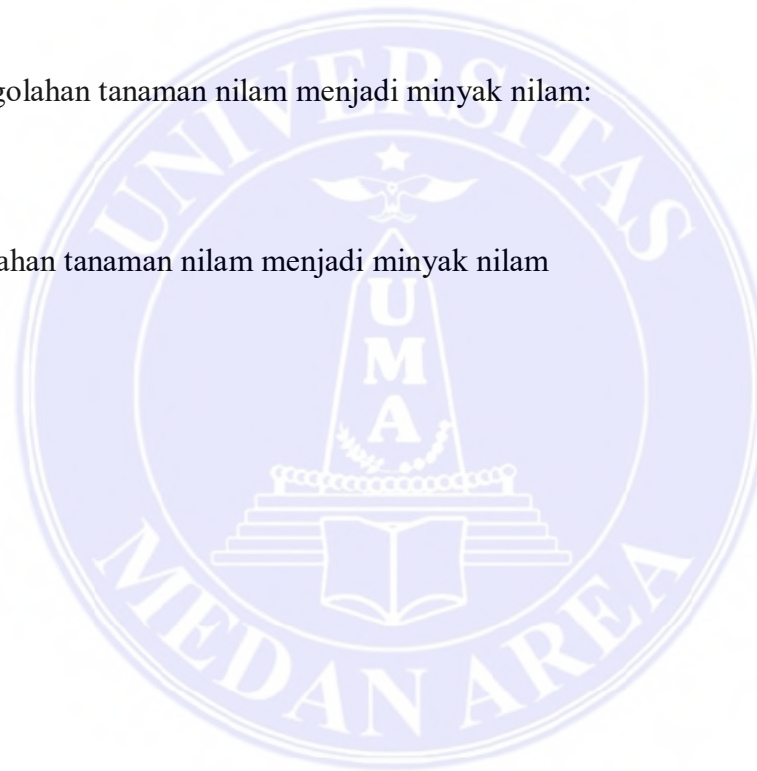 golahan tanaman nilam menjadi minyak nilam:
ahan tanaman nilam menjadi minyak nilam
UNIVERSITAS
UMA
MEDAN AREA